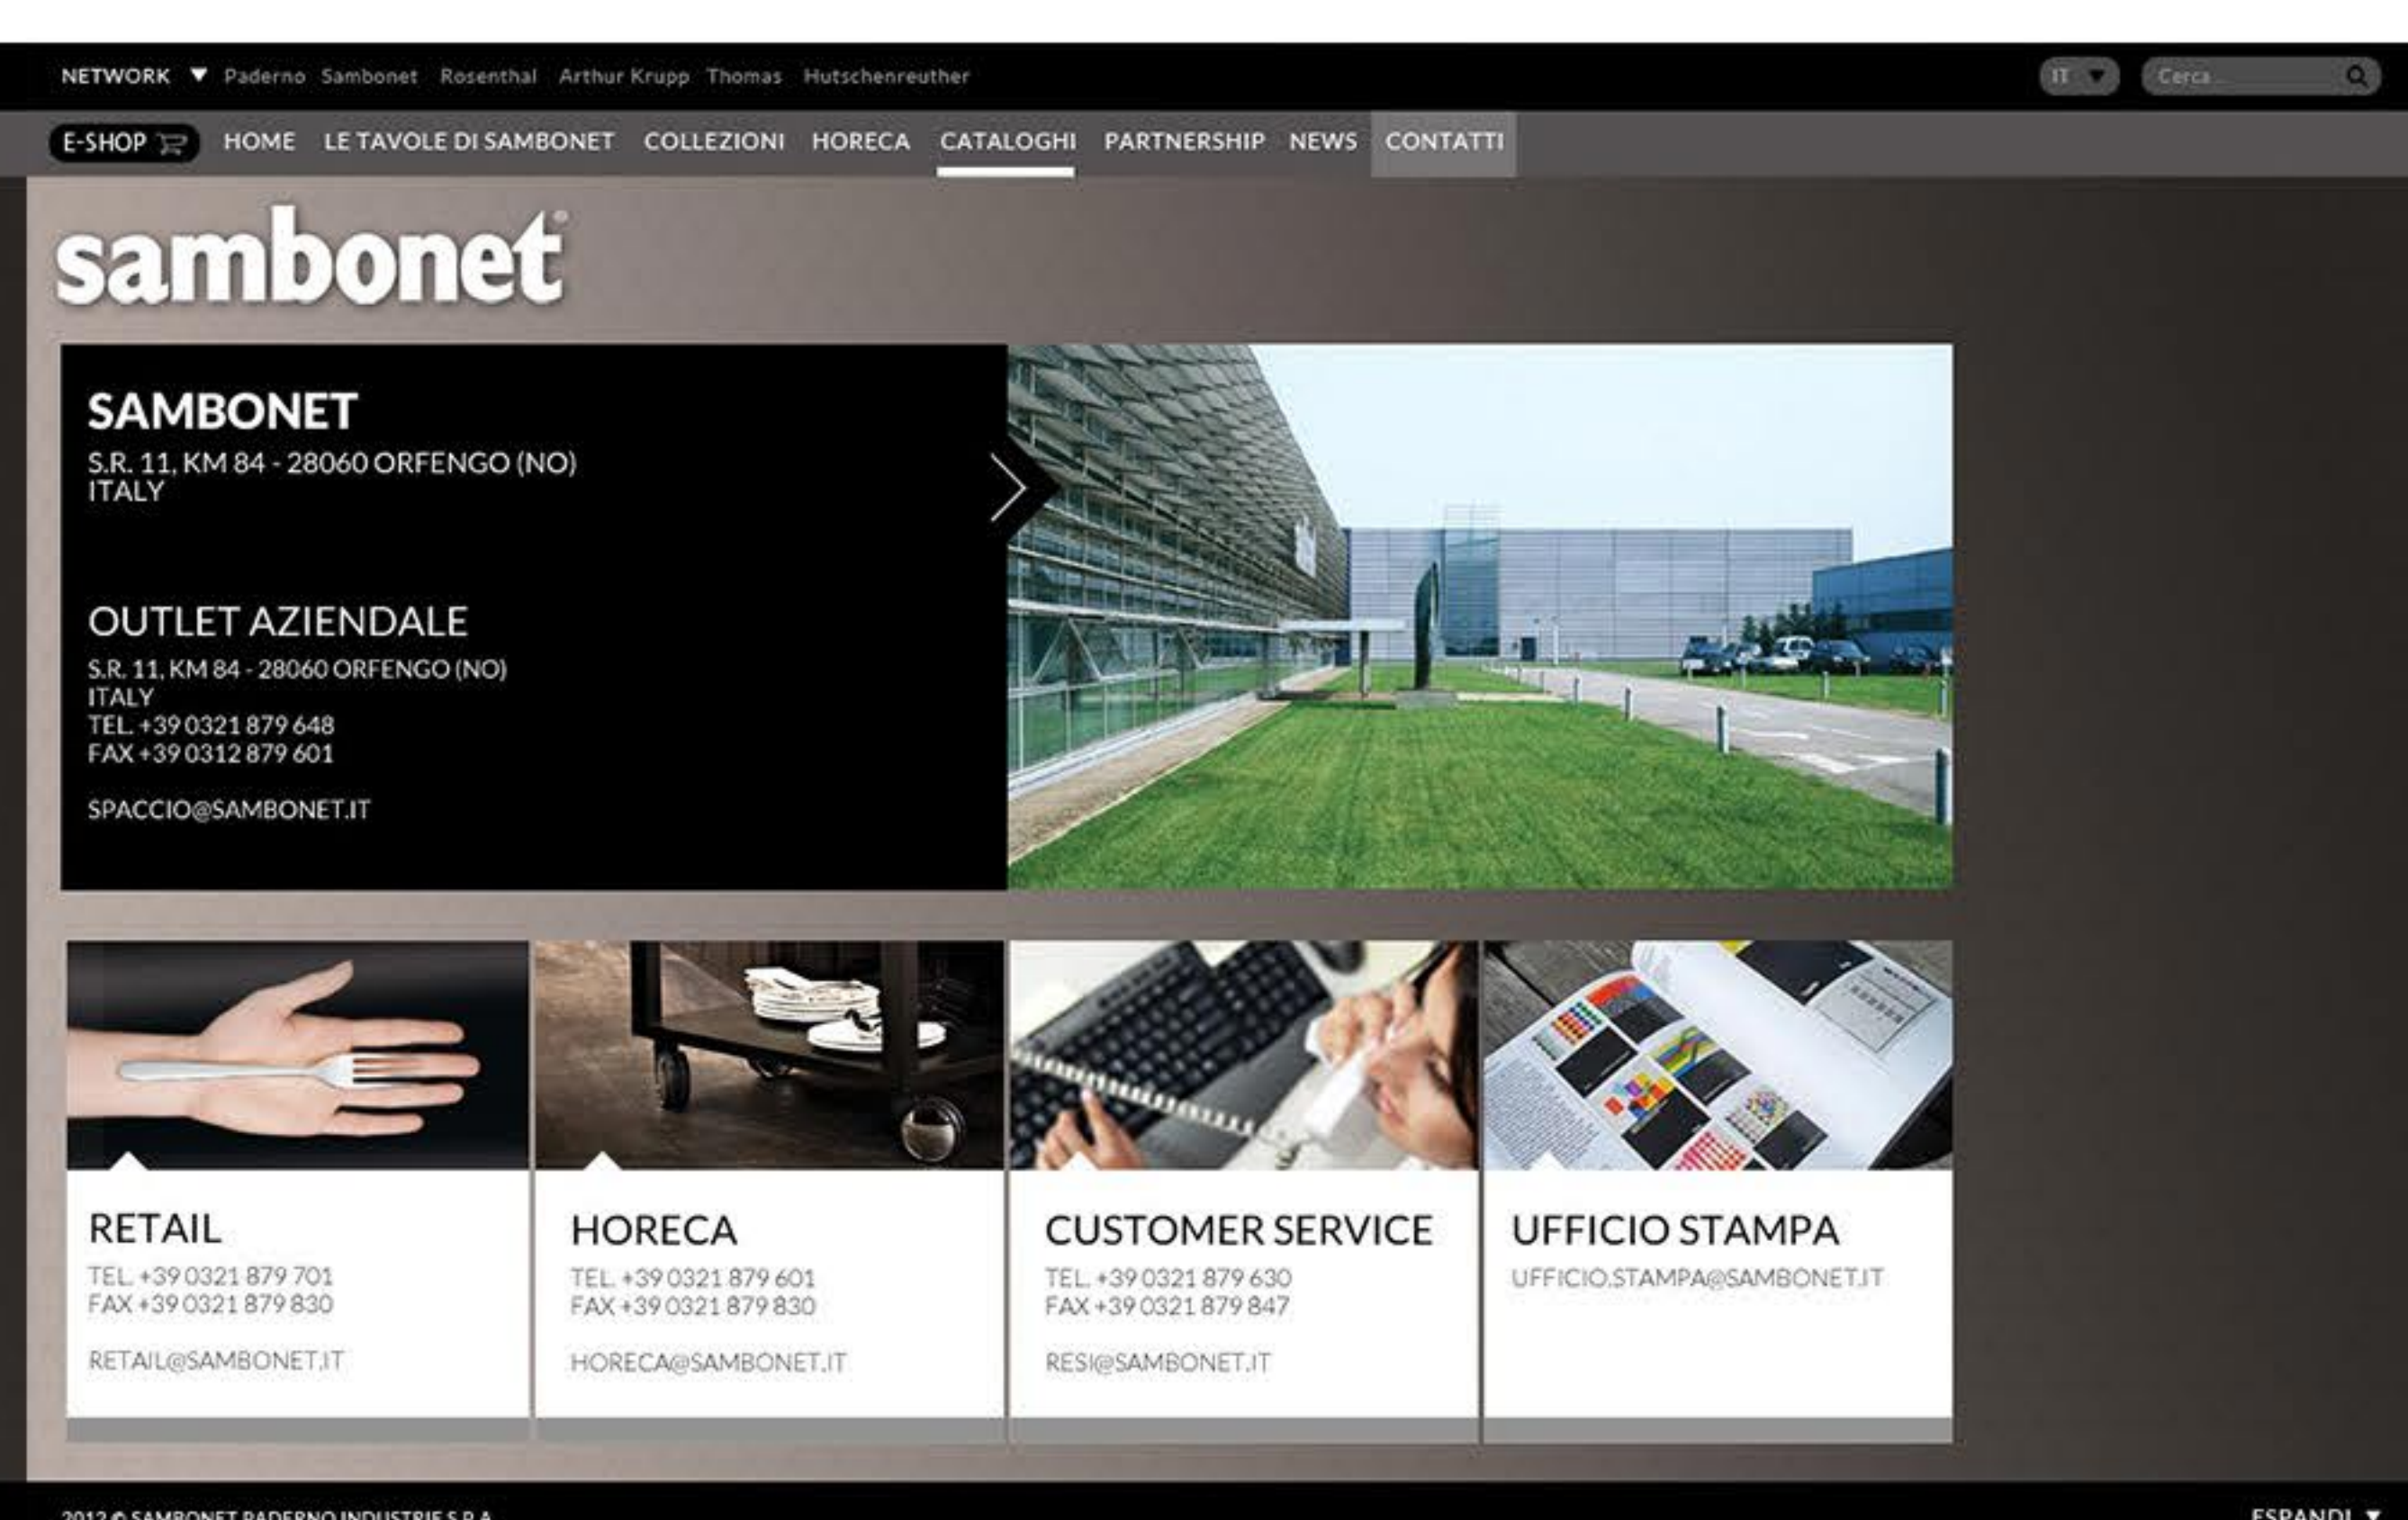 NETWORK ▼ Paderno Sambonet Rosenthal Arthur Krupp Thomas Hutschenreuther IT ▼ Cerca...
E-SHOP HOME LE TAVOLE DI SAMBONET COLLEZIONI HORECA CATALOGHI PARTNERSHIP NEWS CONTATTI
sambonet®
SAMBONET
S.R. 11, KM 84 - 28060 ORFENGO (NO)
ITALY
OUTLET AZIENDALE
S.R. 11, KM 84 - 28060 ORFENGO (NO)
ITALY
TEL. +39 0321 879 648
FAX +39 0312 879 601
SPACCIO@SAMBONET.IT
RETAIL
TEL. +39 0321 879 701
FAX +39 0321 879 830
RETAIL@SAMBONET.IT
HORECA
TEL. +39 0321 879 601
FAX +39 0321 879 830
HORECA@SAMBONET.IT
CUSTOMER SERVICE
TEL. +39 0321 879 630
FAX +39 0321 879 847
RESI@SAMBONET.IT
UFFICIO STAMPA
UFFICIO.STAMPA@SAMBONET.IT
2012 © SAMBONET PADERNO INDUSTRIE S.P.A. ESPANDI ▼